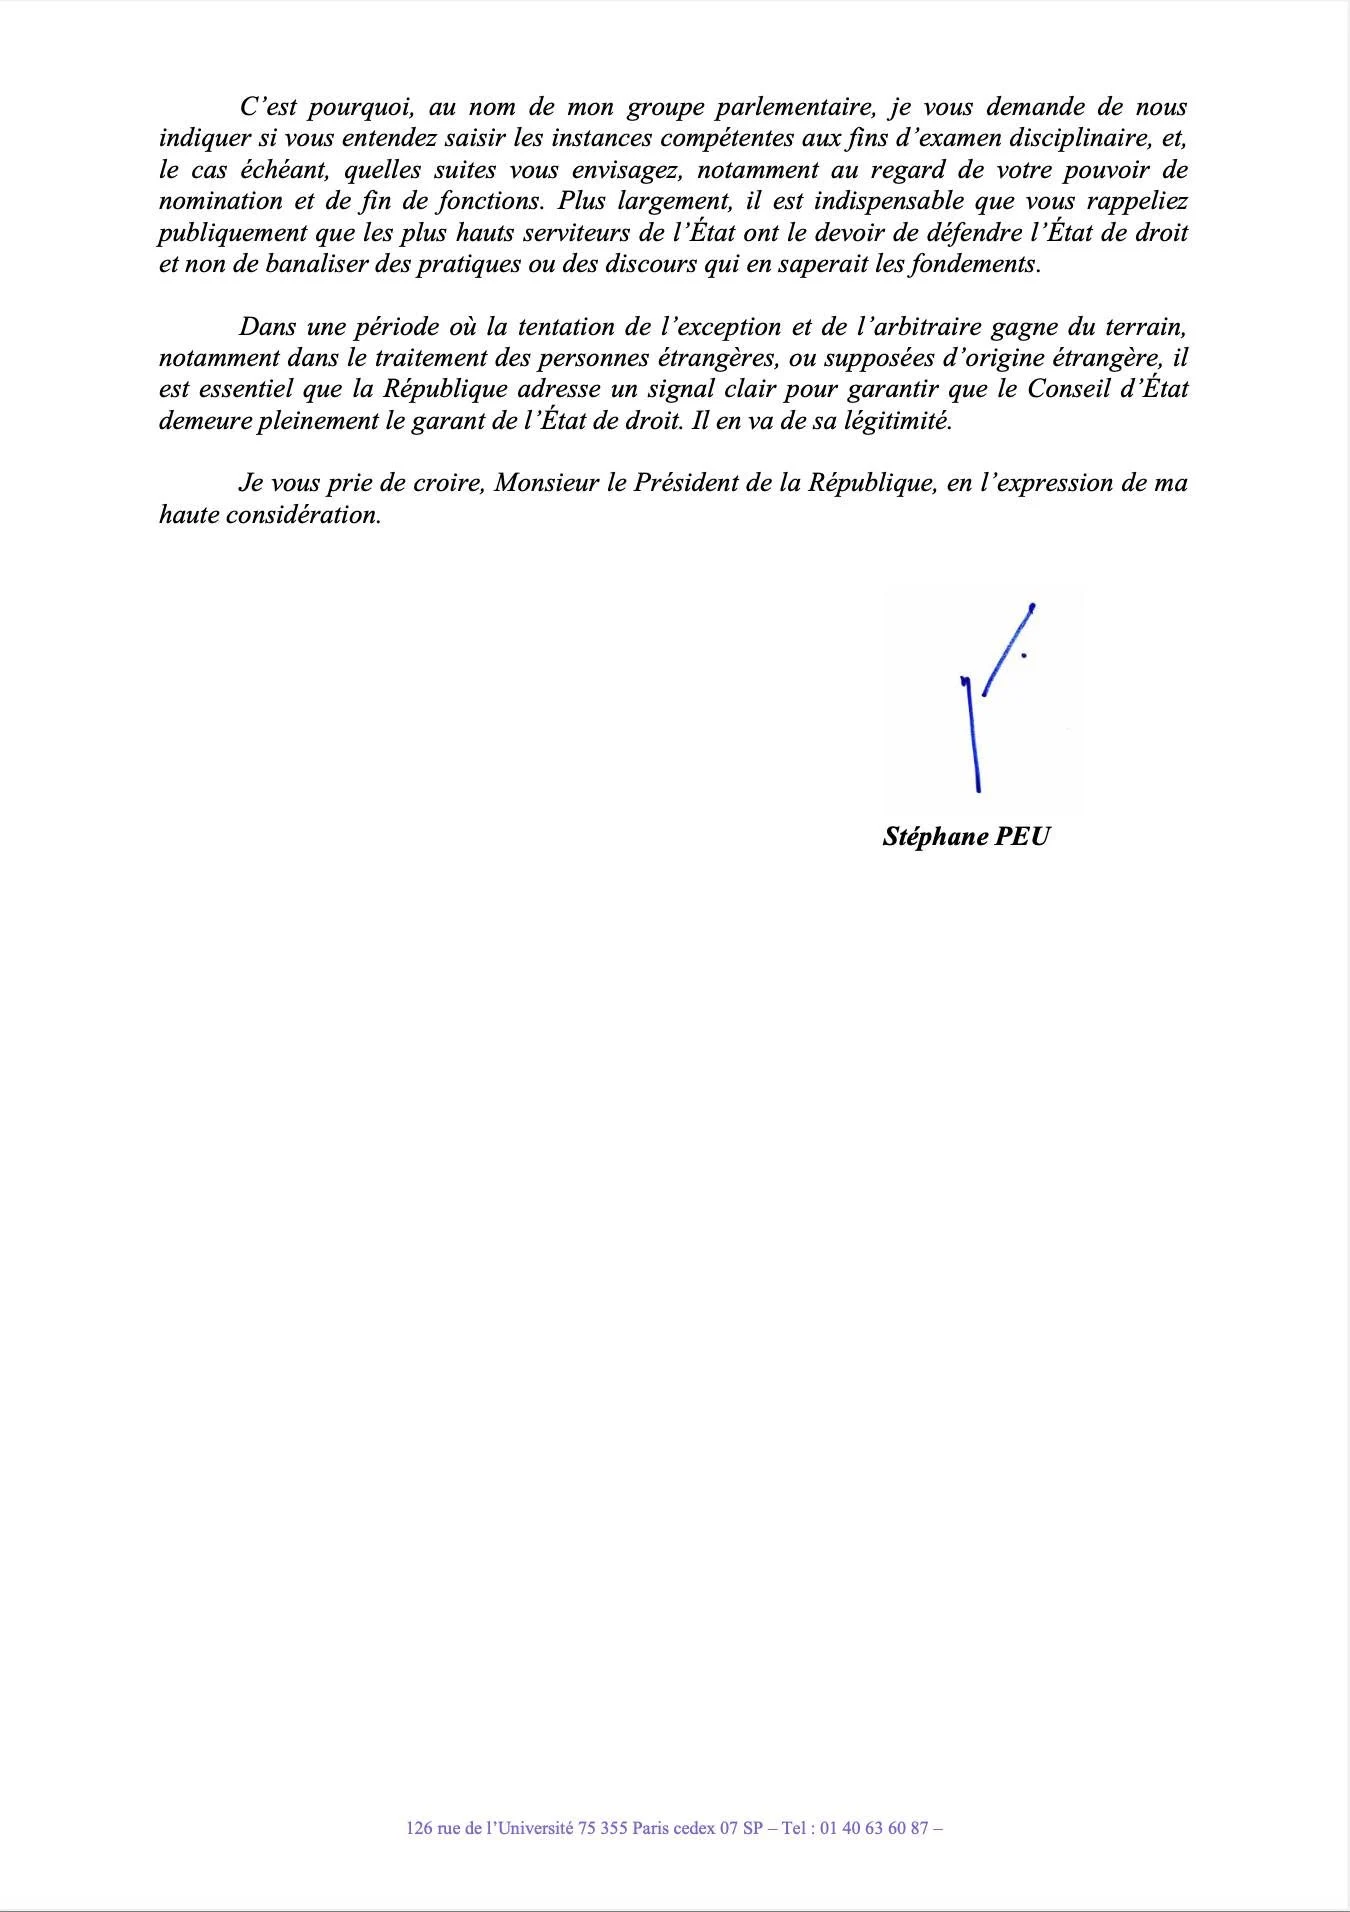 C’est pourquoi, au nom de mon groupe parlementaire, je vous demande de nous
indiquer si vous entendez saisir les instances compétentes aux fins d’examen disciplinaire, et,
le cas échéant, quelles suites vous envisagez, notamment au regard de votre pouvoir de
nomination et de fin de fonctions. Plus largement, il est indispensable que vous rappeliez
publiquement que les plus hauts serviteurs de l’État ont le devoir de défendre l’État de droit
et non de banaliser des pratiques ou des discours qui en saperait les fondements.
Dans une période où la tentation de l’exception et de l’arbitraire gagne du terrain,
notamment dans le traitement des personnes étrangères, ou supposées d’origine étrangère, il
est essentiel que la République adresse un signal clair pour garantir que le Conseil d’État
demeure pleinement le garant de l’État de droit. Il en va de sa légitimité.
Je vous prie de croire, Monsieur le Président de la République, en l’expression de ma
haute considération.
Stéphane PEU
126 rue de l’Université 75 355 Paris cedex 07 SP – Tel : 01 40 63 60 87 –